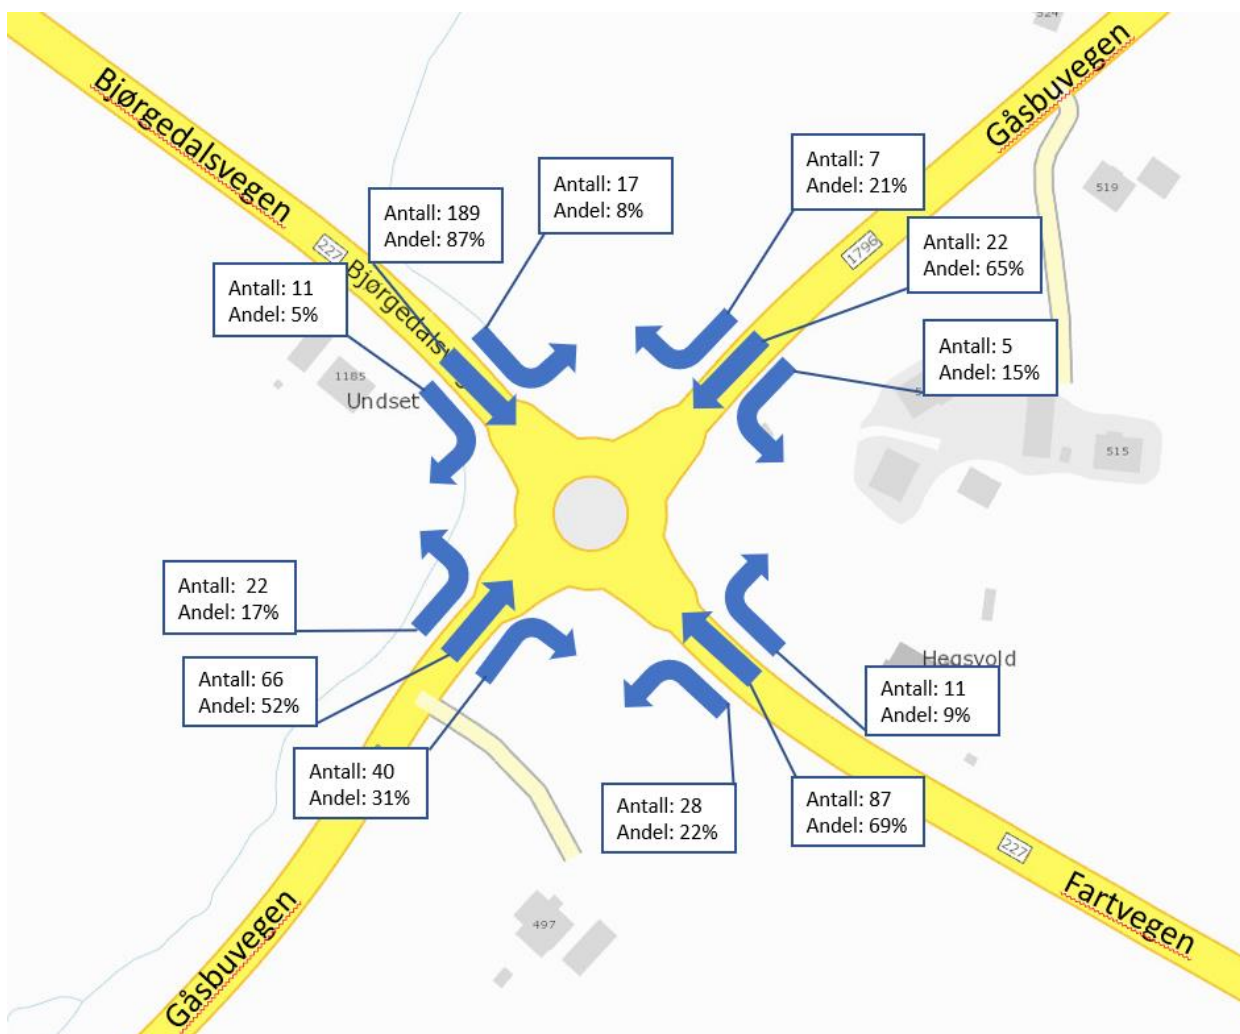 524
Bjørgedalsvegen
Gåsbuvegen
Antall: 7
Andel: 21%
Antall: 17
Andel: 8%
519
Antall: 189
Andel: 87%
227
Bjørgedalsveg
1796
Antall: 22
Andel: 65%
Antall: 11
Andel: 5%
Antall: 5
Andel: 15%
1185
Undset
515
Antall: 22
Andel: 17%
Hegsvold
Antall: 66
Andel: 52%
Antall: 11
Andel: 9%
Antall: 40
Andel: 31%
Antall: 28
Andel: 22%
Antall: 87
Andel: 69%
227
Fartvegen
497
Gåsbuvegen